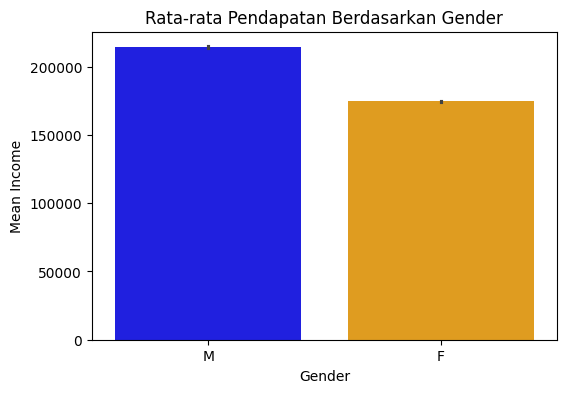 Rata-rata Pendapatan Berdasarkan Gender
Mean Income
200000
150000
100000
50000
0
M
F
Gender